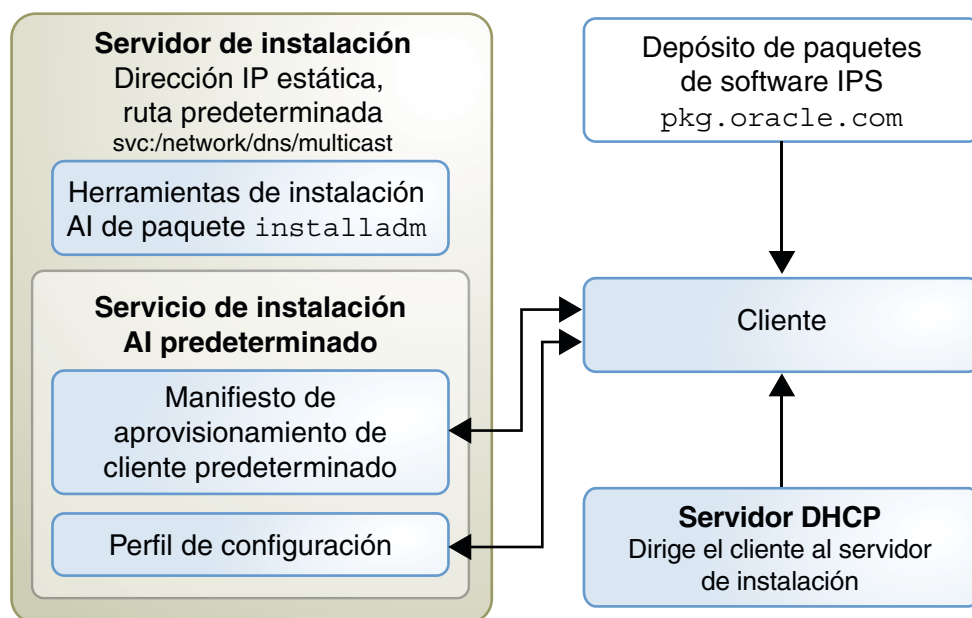 Servidor de instalación
Dirección IP estática,
ruta predeterminada
svc:/network/dns/multicast
Herramientas de instalación
AI de paquete installadm
Servicio de instalación
AI predeterminado
Manifiesto de
aprovisionamiento de
cliente predeterminado
Perfil de configuración
Depósito de paquetes
de software IPS
pkg.oracle.com
Cliente
Servidor DHCP
Dirige el cliente al servidor
de instalación